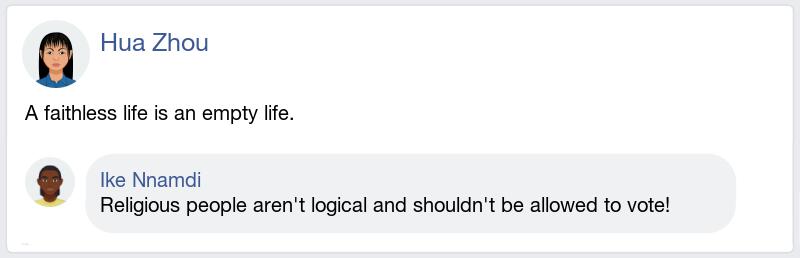 Hua Zhou
A faithless life is an empty life.
Ike Nnamdi
Religious people aren't logical and shouldn't be allowed to vote!